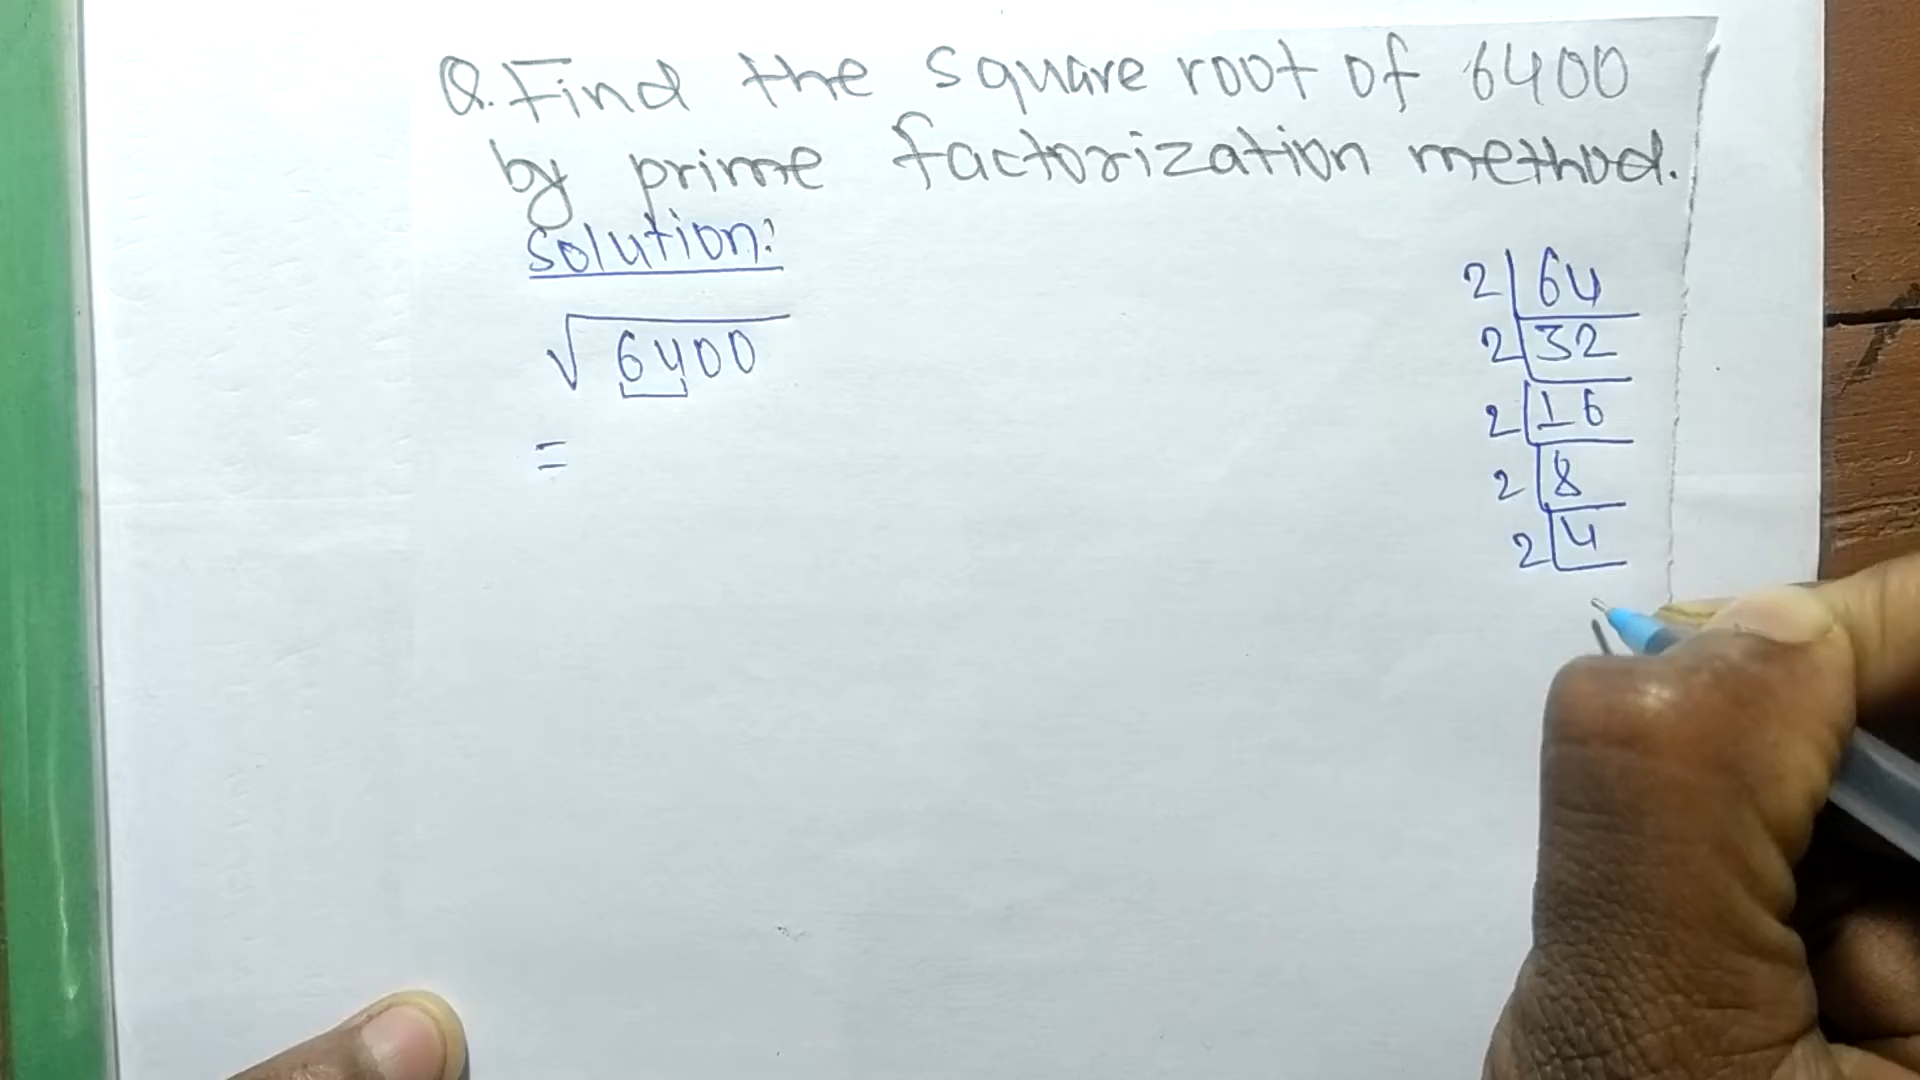 Q. Find the square root of 6400
by prime factorization method.
Solution:
√6400
=
2|64
2|32
2|16
2|8
2|4